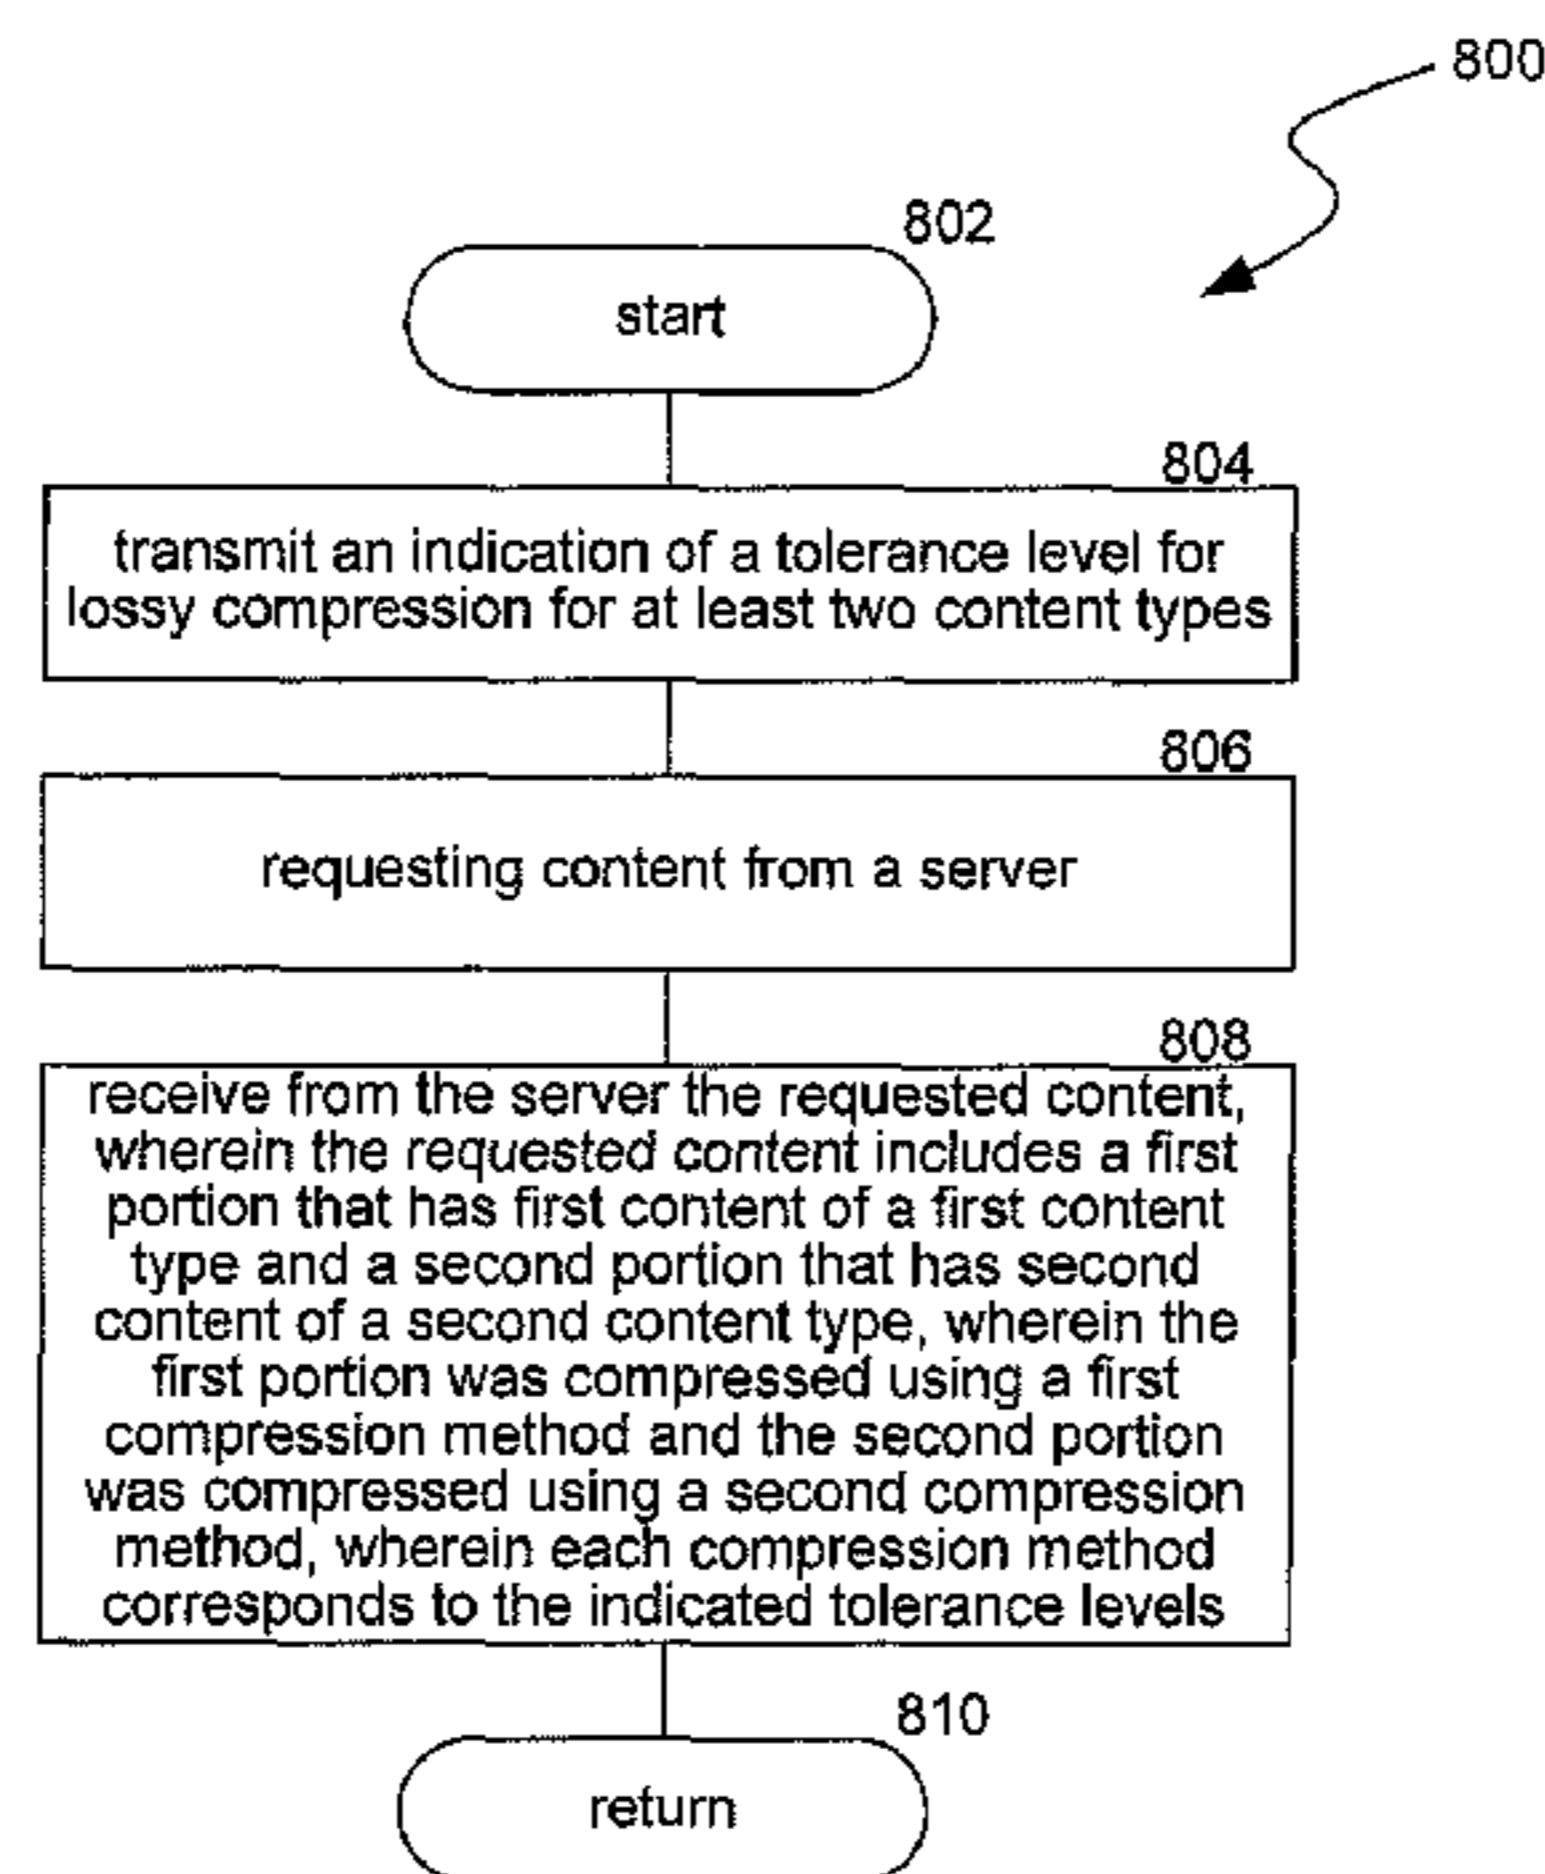 800
802
start
804
transmit an indication of a tolerance level for
lossy compression for at least two content types
806
requesting content from a server
808
receive from the server the requested content,
wherein the requested content includes a first
portion that has first content of a first content
type and a second portion that has second
content of a second content type, wherein the
first portion was compressed using a first
compression method and the second portion
was compressed using a second compression
method, wherein each compression method
corresponds to the indicated tolerance levels
810
return